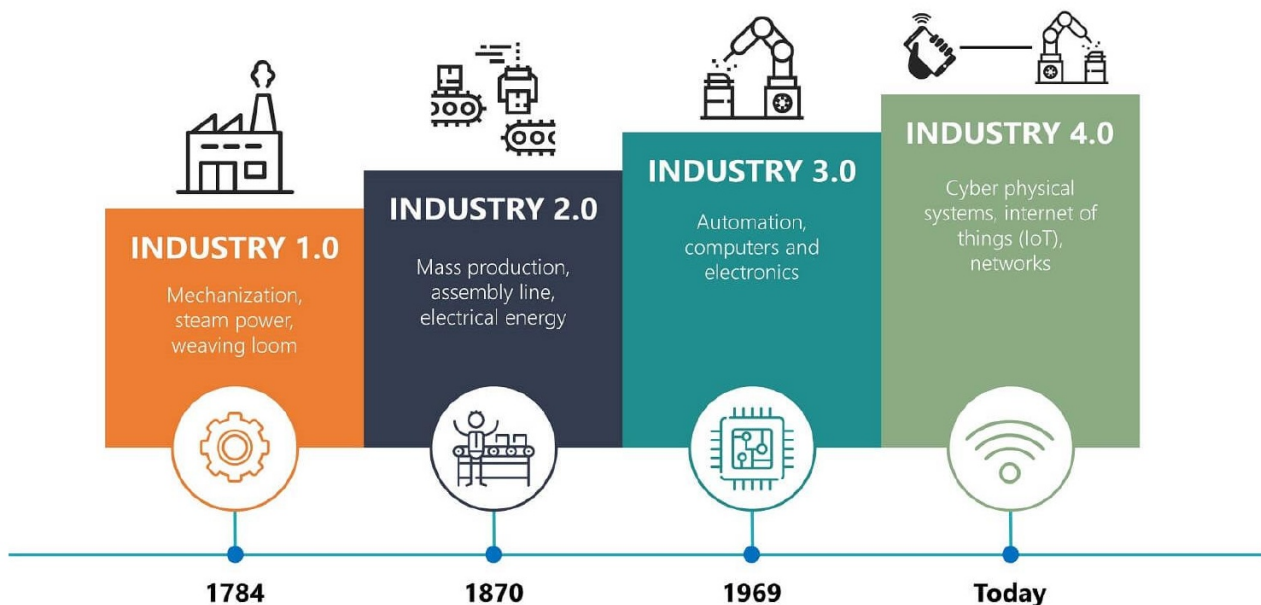 INDUSTRY 1.0
Mechanization,
steam power,
weaving loom
INDUSTRY 2.0
Mass production,
assembly line,
electrical energy
INDUSTRY 3.0
Automation,
computers and
electronics
INDUSTRY 4.0
Cyber physical
systems, internet of
things (IoT),
networks
1784
1870
1969
Today